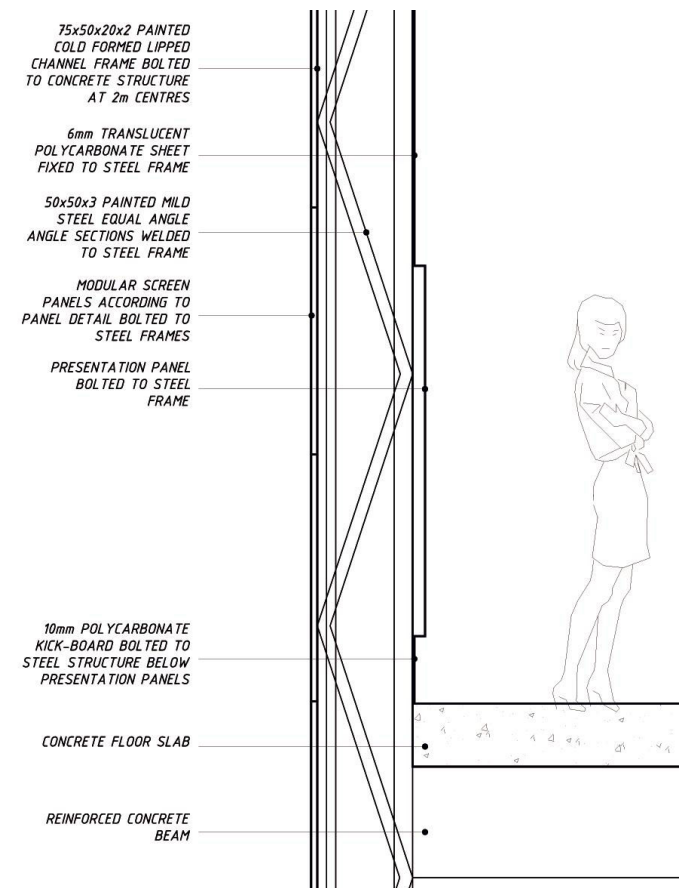 75x50x20x2 PAINTED
COLD FORMED LIPPED
CHANNEL FRAME BOLTED
TO CONCRETE STRUCTURE
AT 2m CENTRES
6mm TRANSLUCENT
POLYCARBONATE SHEET
FIXED TO STEEL FRAME
50x50x3 PAINTED MILD
STEEL EQUAL ANGLE
ANGLE SECTIONS WELDED
TO STEEL FRAME
MODULAR SCREEN
PANELS ACCORDING TO
PANEL DETAIL BOLTED TO
STEEL FRAMES
PRESENTATION PANEL
BOLTED TO STEEL
FRAME
10mm POLYCARBONATE
KICK-BOARD BOLTED TO
STEEL STRUCTURE BELOW
PRESENTATION PANELS
CONCRETE FLOOR SLAB
REINFORCED CONCRETE
BEAM